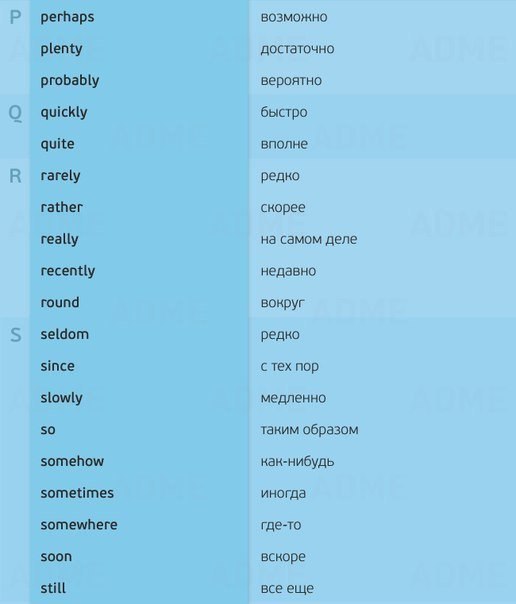 P perhaps возможно
plenty достаточно
probably вероятно
Q quickly быстро
quite вполне
R rarely редко
rather скорее
really на самом деле
recently недавно
round вокруг
S seldom редко
since с тех пор
slowly медленно
so таким образом
somehow как-нибудь
sometimes иногда
somewhere где-то
soon вскоре
still все еще